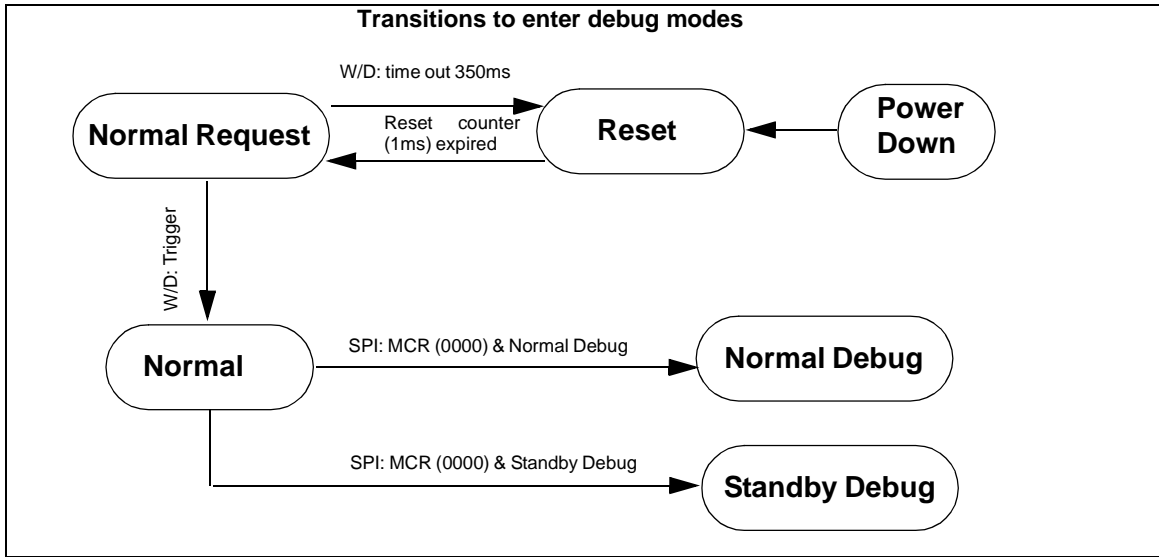 Transitions to enter debug modes
W/D: time out 350ms
Normal Request
Reset counter
(1ms) expired
Reset
Power
Down
W/D: Trigger
Normal
SPI: MCR (0000) & Normal Debug
Normal Debug
SPI: MCR (0000) & Standby Debug
Standby Debug